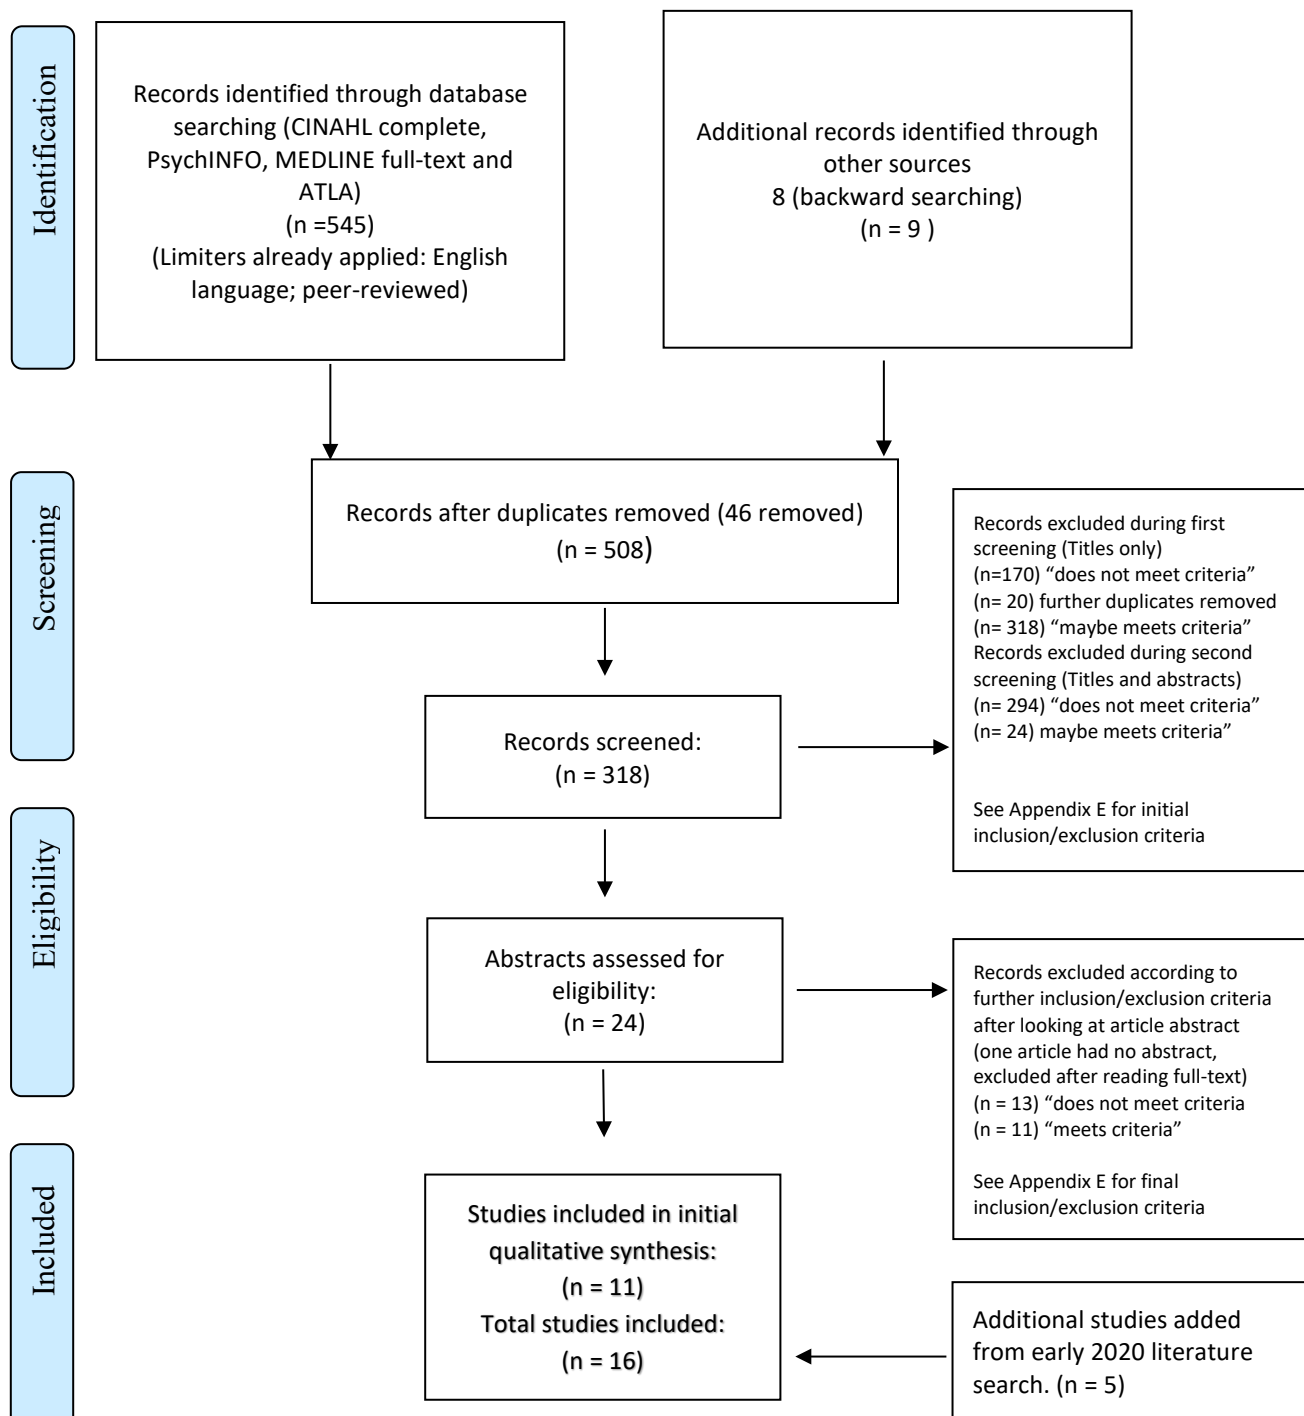 Identification
Records identified through database
searching (CINAHL complete,
PsychINFO, MEDLINE full-text and
ATLA)
(n =545)
(Limiters already applied: English
language; peer-reviewed)
Additional records identified through
other sources
8 (backward searching)
(n = 9 )
Screening
Records after duplicates removed (46 removed)
(n = 508)
Records excluded during first
screening (Titles only)
(n=170) “does not meet criteria”
(n= 20) further duplicates removed
(n= 318) “maybe meets criteria”
Records excluded during second
screening (Titles and abstracts)
(n= 294) “does not meet criteria”
(n= 24) maybe meets criteria”
See Appendix E for initial
inclusion/exclusion criteria
Records screened:
(n = 318)
Eligibility
Abstracts assessed for
eligibility:
(n = 24)
Records excluded according to
further inclusion/exclusion criteria
after looking at article abstract
(one article had no abstract,
excluded after reading full-text)
(n = 13) “does not meet criteria
(n = 11) “meets criteria”
See Appendix E for final
inclusion/exclusion criteria
Included
Studies included in initial
qualitative synthesis:
(n = 11)
Total studies included:
(n = 16)
Additional studies added
from early 2020 literature
search. (n = 5)